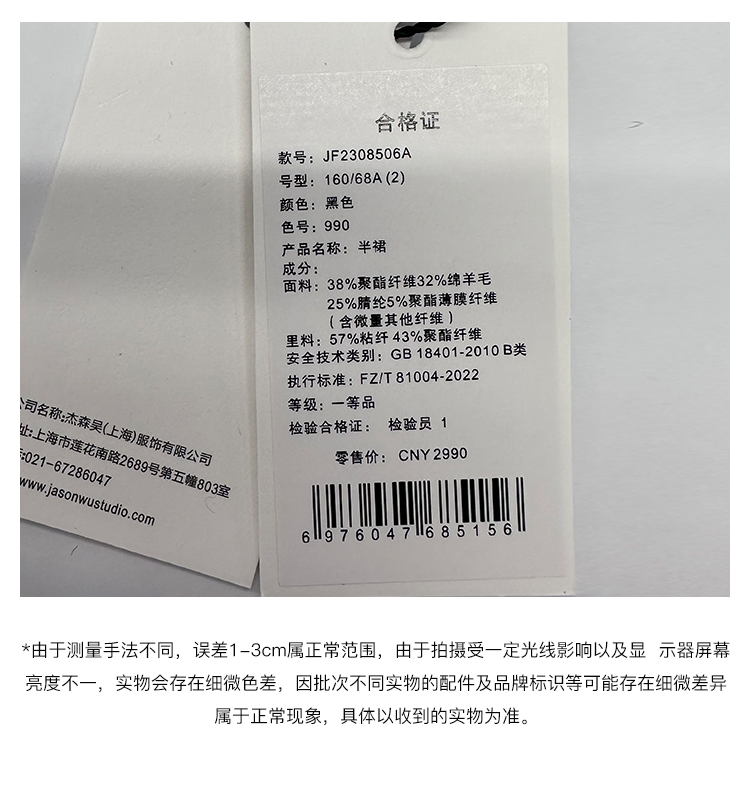 合格证
款号：JF2308506A
号型：160/68A (2)
颜色：黑色
色号：990
产品名称：半裙
成分：
面料：38%聚酯纤维32%绵羊毛
25%腈纶5%聚酯薄膜纤维
(含微量其他纤维)
里料：57%粘纤 43%聚酯纤维
安全技术类别：GB 18401-2010 B类
执行标准：FZ/T 81004-2022
等级：一等品
检验合格证： 检验员 1
零售价：CNY 2990
6 976047 685156
公司名称:杰森吴(上海)服饰有限公司
址:上海市莲花南路2689号第五幢803室
:021-67286047
www.jasonwustudio.com
*由于测量手法不同，误差1-3cm属正常范围，由于拍摄受一定光线影响以及显 示器屏幕
亮度不一，实物会存在细微色差，因批次不同实物的配件及品牌标识等可能存在细微差异
属于正常现象，具体以收到的实物为准。